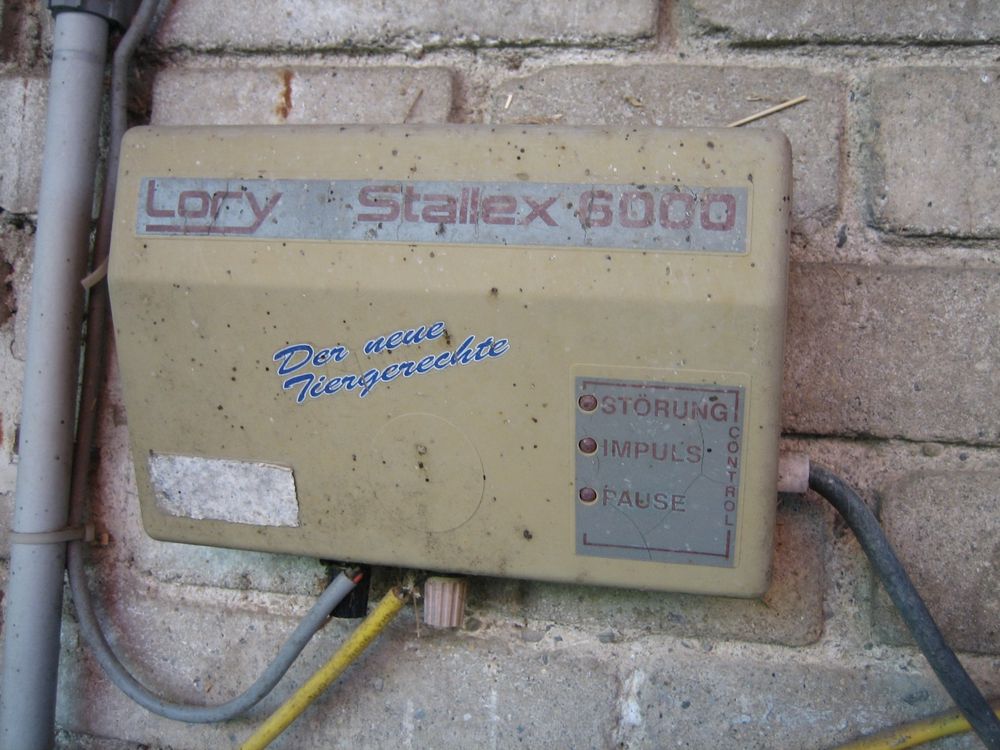 Lory Stallex 6000
Der neue
Tiergerechte
STÖRUNG
IMPULS
PAUSE
CONTROL